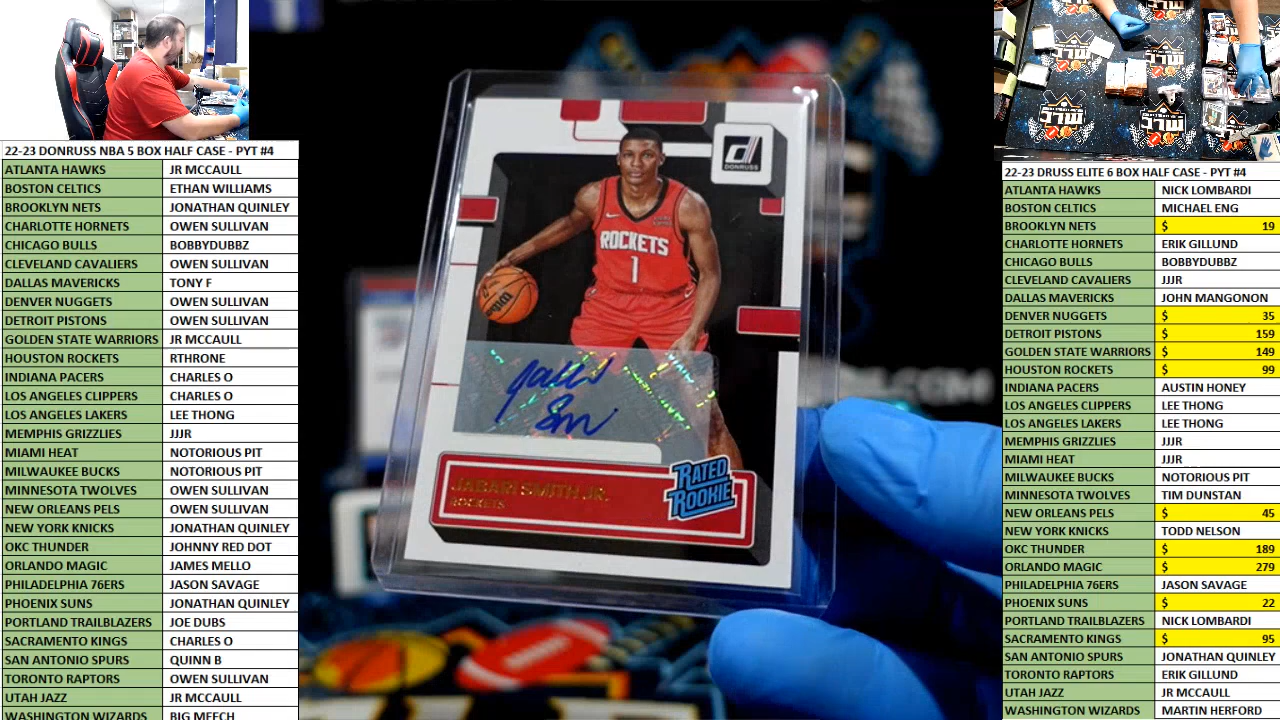 22-23 DONRUSS NBA 5 BOX HALF CASE - PYT #4
ATLANTA HAWKS JR MCCAULL
BOSTON CELTICS ETHAN WILLIAMS
BROOKLYN NETS JONATHAN QUINLEY
CHARLOTTE HORNETS OWEN SULLIVAN
CHICAGO BULLS BOBBYDUBBZ
CLEVELAND CAVALIERS OWEN SULLIVAN
DALLAS MAVERICKS TONY F
DENVER NUGGETS OWEN SULLIVAN
DETROIT PISTONS OWEN SULLIVAN
GOLDEN STATE WARRIORS JR MCCAULL
HOUSTON ROCKETS RTHRONE
INDIANA PACERS CHARLES O
LOS ANGELES CLIPPERS CHARLES O
LOS ANGELES LAKERS LEE THONG
MEMPHIS GRIZZLIES JJJR
MIAMI HEAT NOTORIOUS PIT
MILWAUKEE BUCKS NOTORIOUS PIT
MINNESOTA TWOLVES OWEN SULLIVAN
NEW ORLEANS PELS OWEN SULLIVAN
NEW YORK KNICKS JONATHAN QUINLEY
OKC THUNDER JOHNNY RED DOT
ORLANDO MAGIC JAMES MELLO
PHILADELPHIA 76ERS JASON SAVAGE
PHOENIX SUNS JONATHAN QUINLEY
PORTLAND TRAILBLAZERS JOE DUBS
SACRAMENTO KINGS CHARLES O
SAN ANTONIO SPURS QUINN B
TORONTO RAPTORS OWEN SULLIVAN
UTAH JAZZ JR MCCAULL
WASHINGTON WIZARDS BIG MEECH
DONRUSS
ROCKETS
1
JABARI SMITH JR.
ROCKETS
RATED
ROOKIE
22-23 DRUSS ELITE 6 BOX HALF CASE - PYT #4
ATLANTA HAWKS NICK LOMBARDI
BOSTON CELTICS MICHAEL ENG
BROOKLYN NETS $ 19
CHARLOTTE HORNETS ERIK GILLUND
CHICAGO BULLS BOBBYDUBBZ
CLEVELAND CAVALIERS JJJR
DALLAS MAVERICKS JOHN MANGONON
DENVER NUGGETS $ 35
DETROIT PISTONS $ 159
GOLDEN STATE WARRIORS $ 149
HOUSTON ROCKETS $ 99
INDIANA PACERS AUSTIN HONEY
LOS ANGELES CLIPPERS LEE THONG
LOS ANGELES LAKERS LEE THONG
MEMPHIS GRIZZLIES JJJR
MIAMI HEAT JJJR
MILWAUKEE BUCKS NOTORIOUS PIT
MINNESOTA TWOLVES TIM DUNSTAN
NEW ORLEANS PELS $ 45
NEW YORK KNICKS TODD NELSON
OKC THUNDER $ 189
ORLANDO MAGIC $ 279
PHILADELPHIA 76ERS JASON SAVAGE
PHOENIX SUNS $ 22
PORTLAND TRAILBLAZERS NICK LOMBARDI
SACRAMENTO KINGS $ 95
SAN ANTONIO SPURS JONATHAN QUINLEY
TORONTO RAPTORS ERIK GILLUND
UTAH JAZZ JR MCCAULL
WASHINGTON WIZARDS MARTIN HERFORD